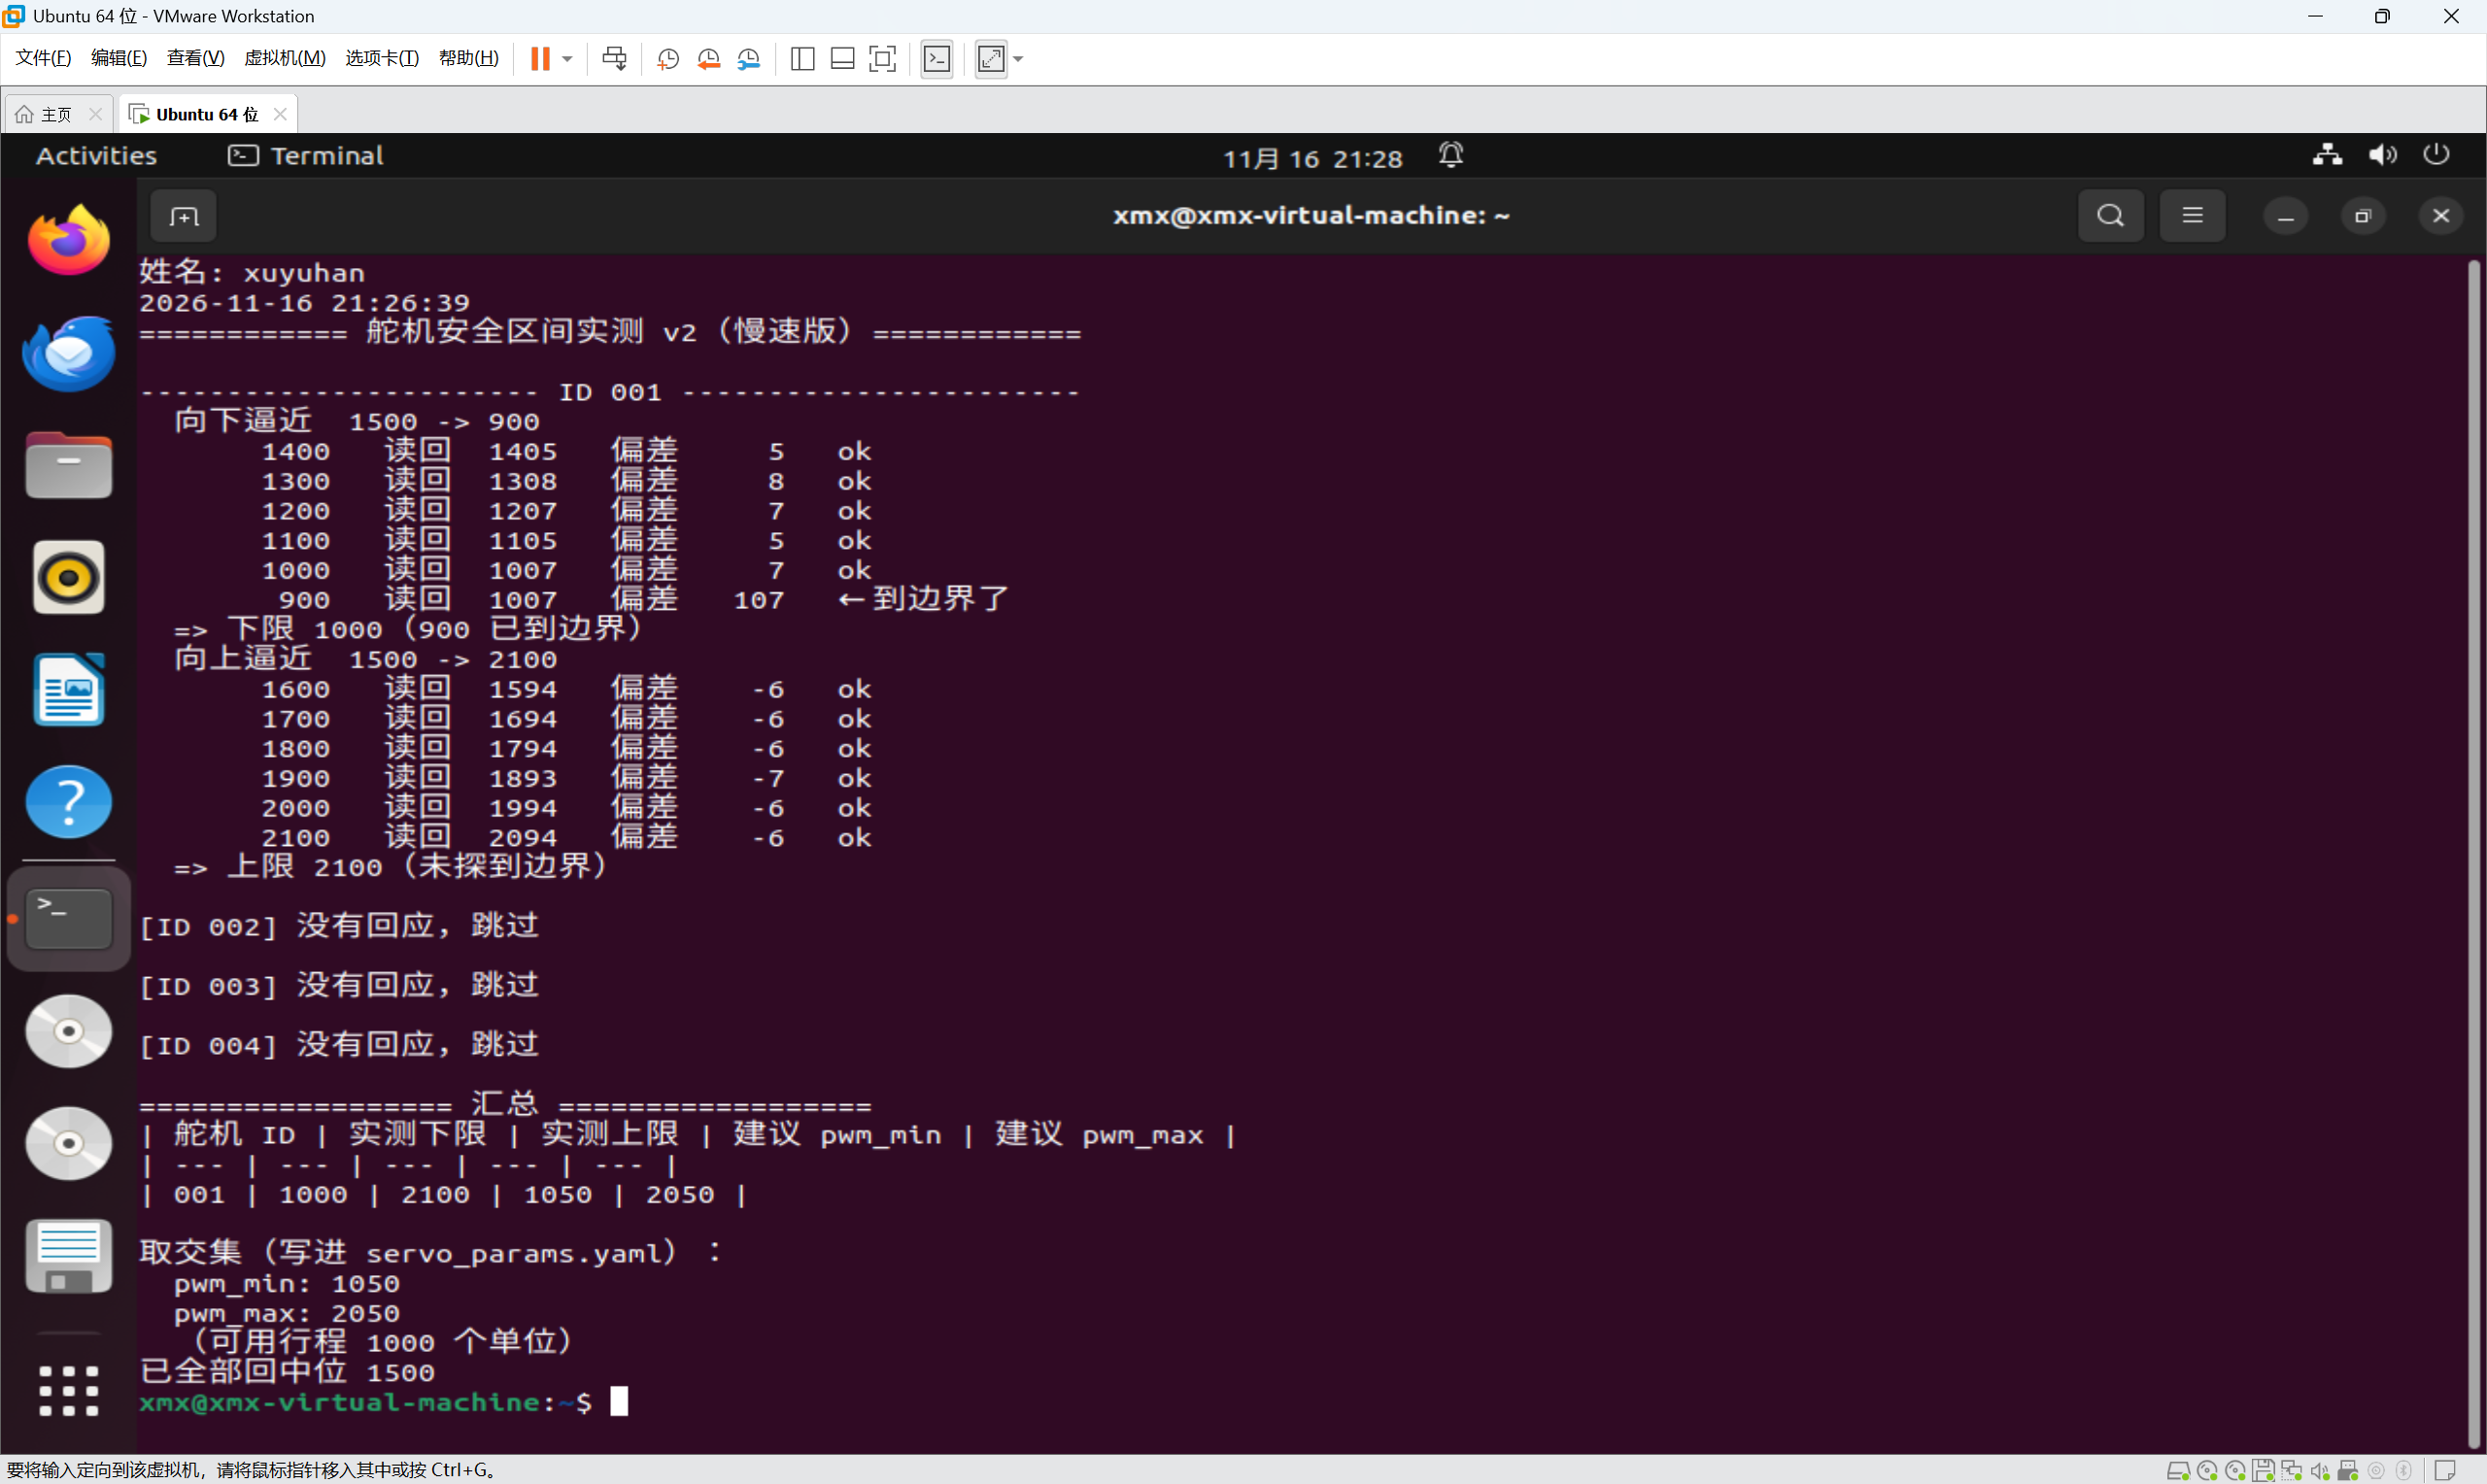 Ubuntu 64 位 - VMware Workstation
文件(F) 编辑(E) 查看(V) 虚拟机(M) 选项卡(T) 帮助(H)
主页 Ubuntu 64 位
Activities Terminal 11月 16 21:28
xmx@xmx-virtual-machine: ~
姓名: xuyuhan
2026-11-16 21:26:39
============ 舵机安全区间实测 v2（慢速版）============
----------------------- ID 001 -----------------------
向下逼近 1500 -> 900
1400 读回 1405 偏差 5 ok
1300 读回 1308 偏差 8 ok
1200 读回 1207 偏差 7 ok
1100 读回 1105 偏差 5 ok
1000 读回 1007 偏差 7 ok
900 读回 1007 偏差 107 ←到边界了
=> 下限 1000（900 已到边界）
向上逼近 1500 -> 2100
1600 读回 1594 偏差 -6 ok
1700 读回 1694 偏差 -6 ok
1800 读回 1794 偏差 -6 ok
1900 读回 1893 偏差 -7 ok
2000 读回 1994 偏差 -6 ok
2100 读回 2094 偏差 -6 ok
=> 上限 2100（未探到边界）
[ID 002] 没有回应，跳过
[ID 003] 没有回应，跳过
[ID 004] 没有回应，跳过
================== 汇总 ==================
| 舵机 ID | 实测下限 | 实测上限 | 建议 pwm_min | 建议 pwm_max |
| --- | --- | --- | --- | --- |
| 001 | 1000 | 2100 | 1050 | 2050 |
取交集（写进 servo_params.yaml）：
pwm_min: 1050
pwm_max: 2050
（可用行程 1000 个单位）
已全部回中位 1500
xmx@xmx-virtual-machine:~$
要将输入定向到该虚拟机，请将鼠标指针移入其中或按 Ctrl+G。